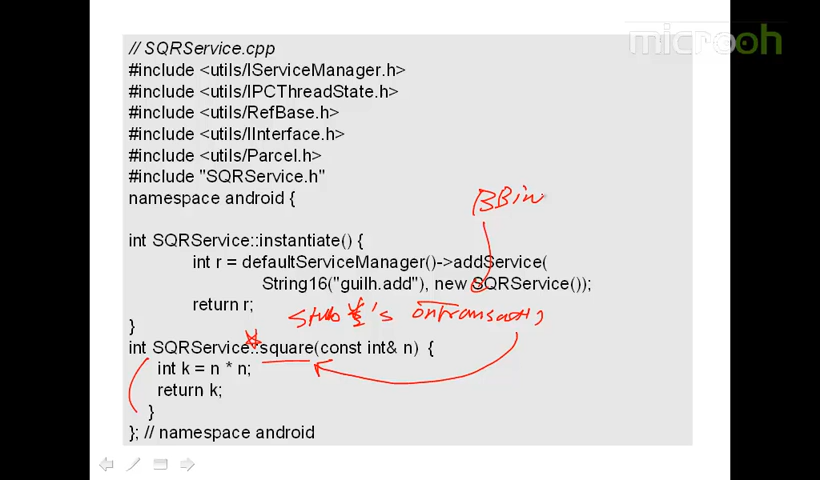 microoh
// SQRService.cpp
#include <utils/IServiceManager.h>
#include <utils/IPCThreadState.h>
#include <utils/RefBase.h>
#include <utils/IInterface.h>
#include <utils/Parcel.h>
#include "SQRService.h"
namespace android {
BBin
int SQRService::instantiate() {
int r = defaultServiceManager()->addService(
String16("guilh.add"), new SQRService());
return r;
stub 's onTransact()
}
int SQRService::square(const int& n) {
int k = n * n;
return k;
}
}; // namespace android